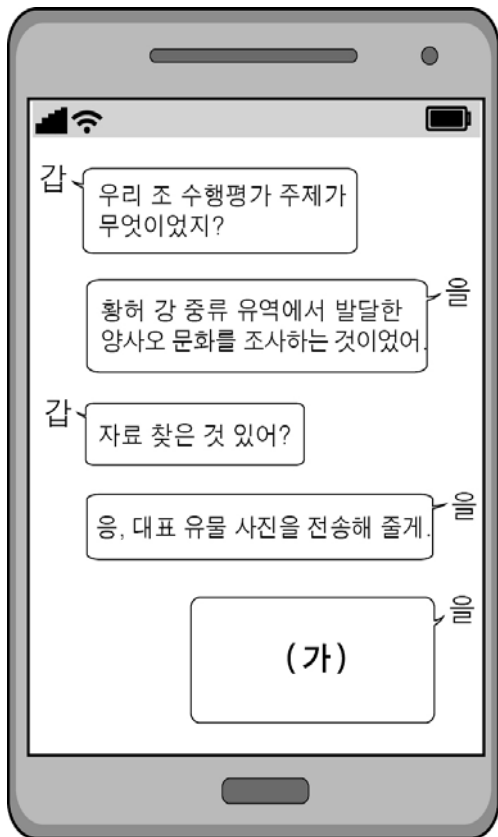 갑
우리 조 수행평가 주제가
무엇이었지?
을
황허 강 중류 유역에서 발달한
양사오 문화를 조사하는 것이었어.
갑
자료 찾은 것 있어?
을
응, 대표 유물 사진을 전송해 줄게.
을
(가)